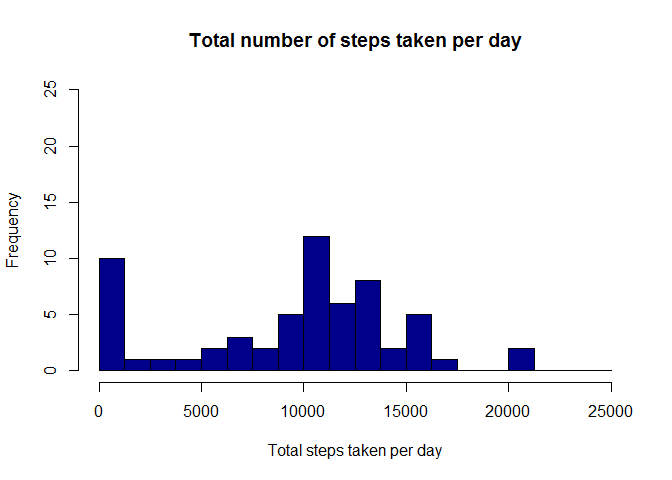 Total number of steps taken per day
25
20
15
10
5
0
Frequency
0 5000 10000 15000 20000 25000
Total steps taken per day